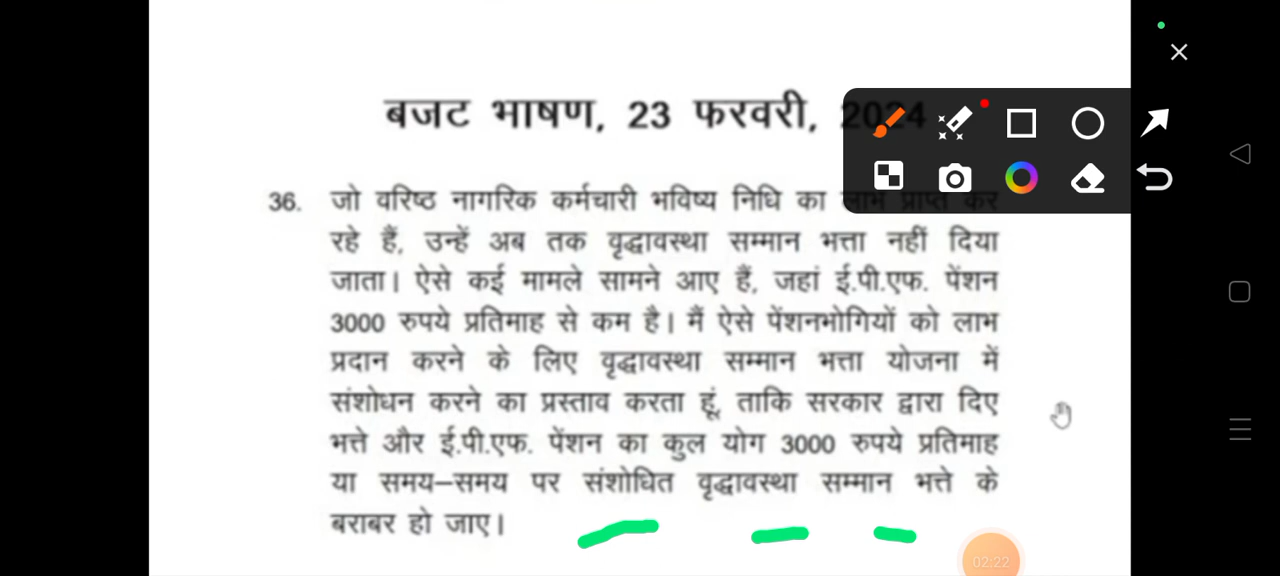 बजट भाषण, 23 फरवरी, 2024
36. जो वरिष्ठ नागरिक कर्मचारी भविष्य निधि का लाभ प्राप्त कर
रहे हैं, उन्हें अब तक वृद्धावस्था सम्मान भत्ता नहीं दिया
जाता। ऐसे कई मामले सामने आए हैं, जहां ई.पी.एफ. पेंशन
3000 रुपये प्रतिमाह से कम है। मैं ऐसे पेंशनभोगियों को लाभ
प्रदान करने के लिए वृद्धावस्था सम्मान भत्ता योजना में
संशोधन करने का प्रस्ताव करता हूं, ताकि सरकार द्वारा दिए
भत्ते और ई.पी.एफ. पेंशन का कुल योग 3000 रुपये प्रतिमाह
या समय–समय पर संशोधित वृद्धावस्था सम्मान भत्ते के
बराबर हो जाए।
02:22